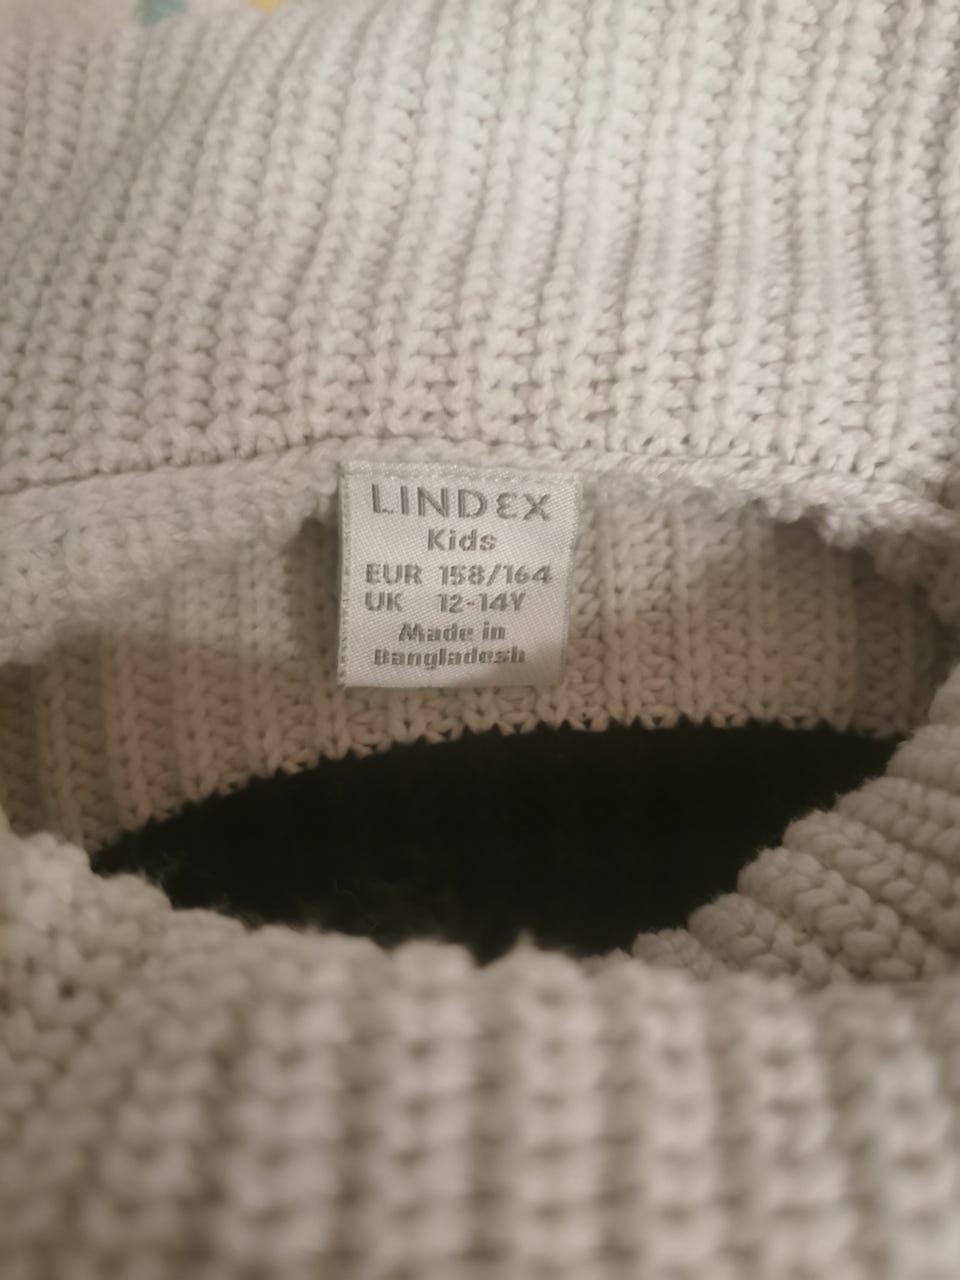 LINDEX
Kids
EUR 158/164
UK 12-14Y
Made in
Bangladesh